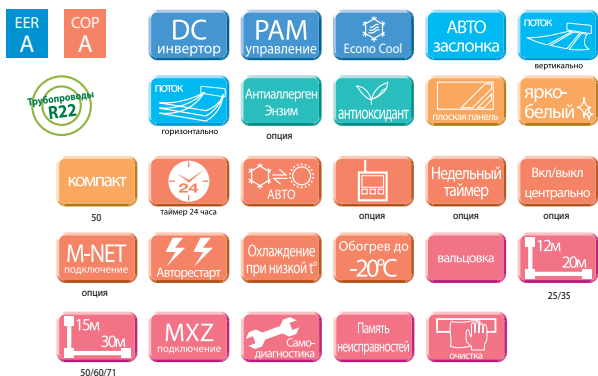 EER
A
COP
A
DC
инвертор
PAM
управление
Econo Cool
АВТО
заслонка
ПОТОК
вертикально
Трубопроводы
R22
ПОТОК
горизонтально
Антиаллерген
Энзим
опция
антиоксидант
плоская панель
ярко-
белый
компакт
50
24
таймер 24 часа
АВТО
опция
Недельный
таймер
опция
Вкл/выкл
центрально
опция
M-NET
подключение
опция
Авторестарт
Охлаждение
при низкой t°
Обогрев до
-20°C
вальцовка
12м
20м
25/35
15м
30м
50/60/71
MXZ
подключение
Само-
диагностика
Память
неисправностей
очистка